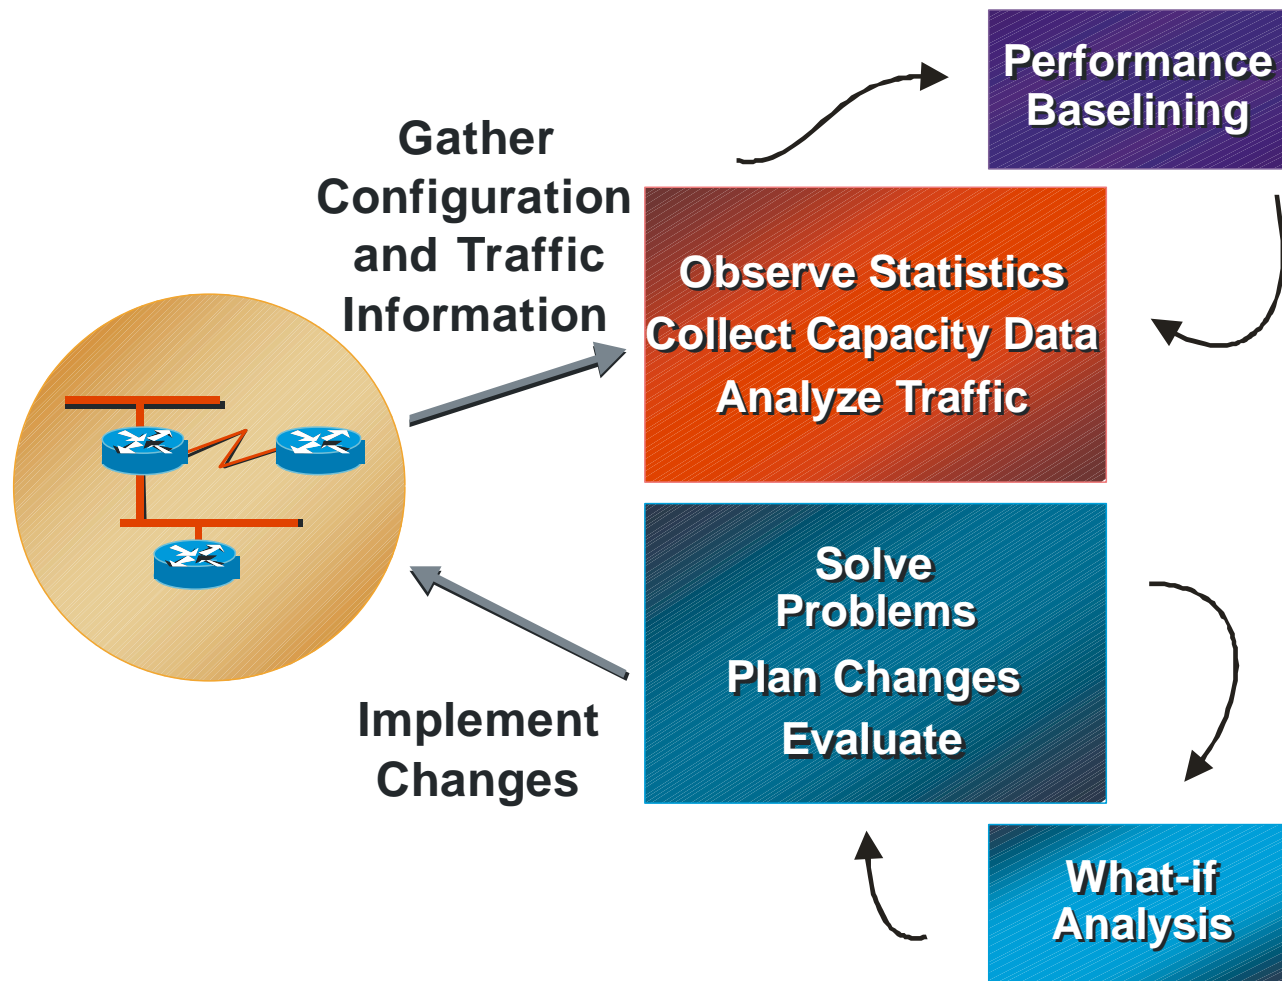 Performance
Baselining
Gather
Configuration
and Traffic
Information
Observe Statistics
Collect Capacity Data
Analyze Traffic
Solve
Problems
Plan Changes
Evaluate
Implement
Changes
What-if
Analysis